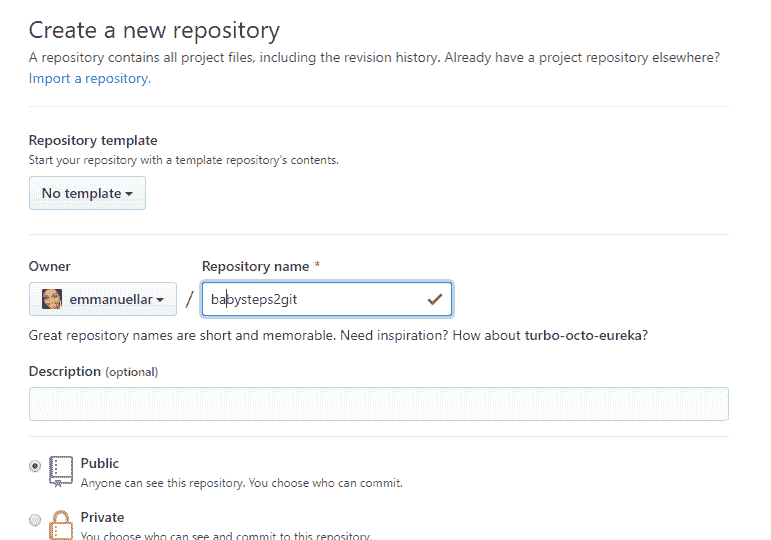 Create a new repository
A repository contains all project files, including the revision history. Already have a project repository elsewhere?
Import a repository.
Repository template
Start your repository with a template repository's contents.
No template
Owner Repository name *
emmanuellar / babysteps2git
Great repository names are short and memorable. Need inspiration? How about turbo-octo-eureka?
Description (optional)
Public
Anyone can see this repository. You choose who can commit.
Private
You choose who can see and commit to this repository.